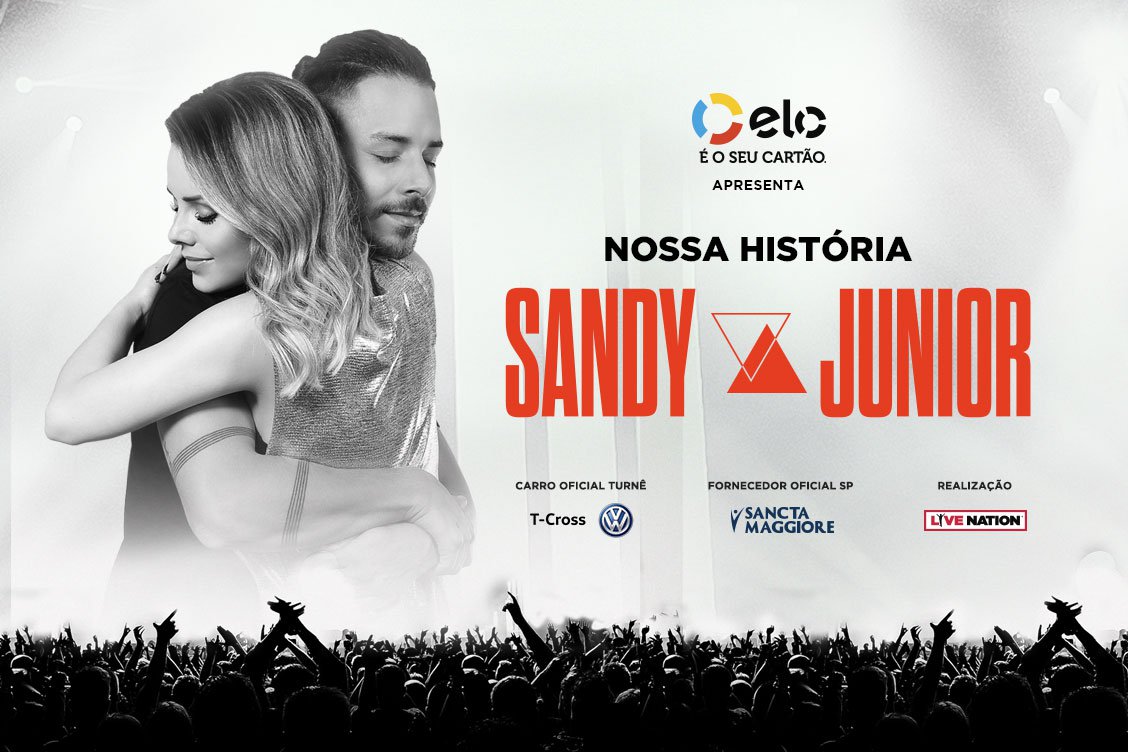 elo
É O SEU CARTÃO.
APRESENTA
NOSSA HISTÓRIA
SANDY JUNIOR
CARRO OFICIAL TURNÊ
T-Cross VW
FORNECEDOR OFICIAL SP
SANCTA
MAGGIORE
REALIZAÇÃO
LIVE NATION